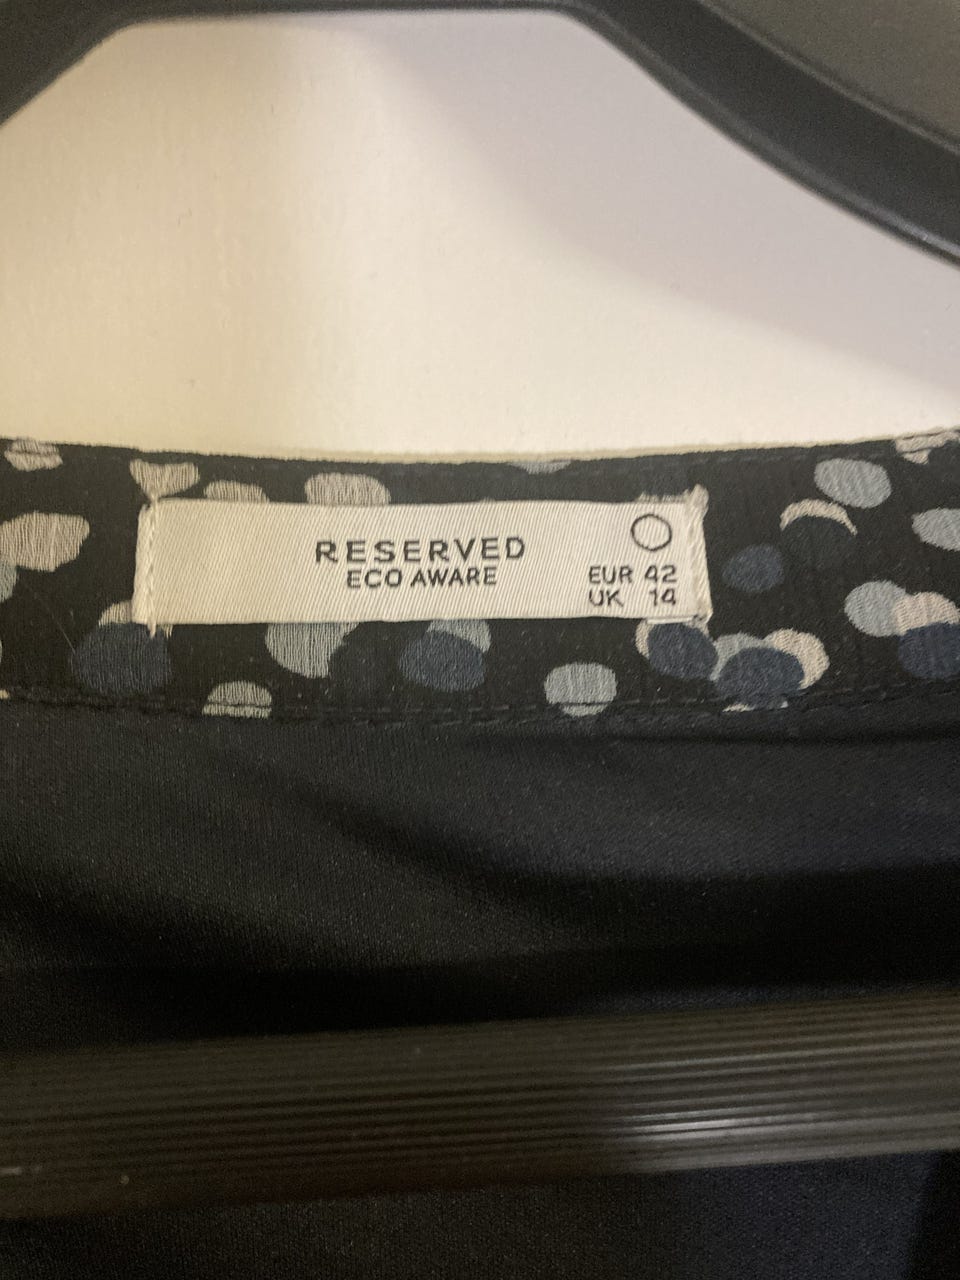 RESERVED
ECO AWARE
EUR 42
UK 14